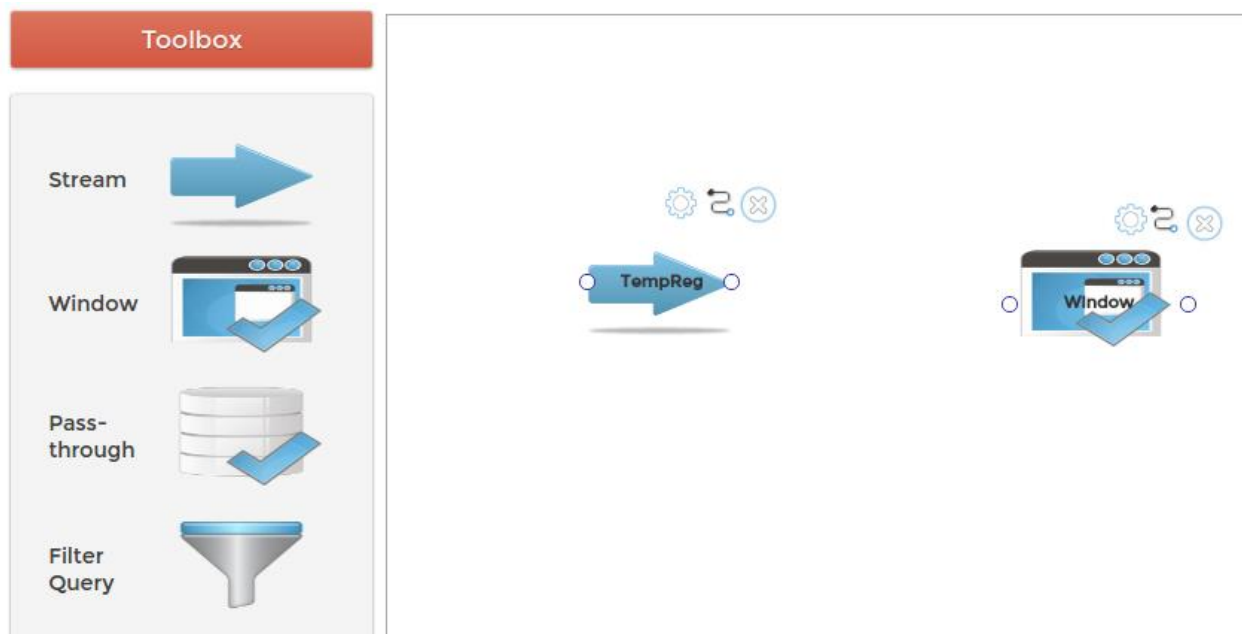 Toolbox
Stream
Window
Pass-
through
Filter
Query
TempReg
Window